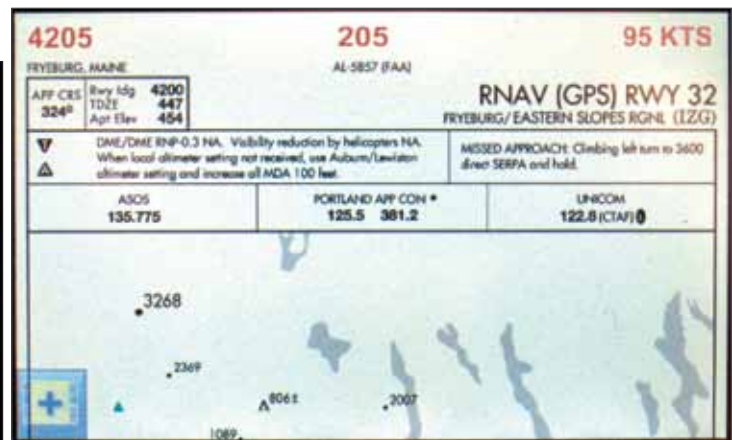 4205 205 95 KTS
FRYEBURG, MAINE AL-5857 (FAA)
APP CRS 324° Rwy ldg 4200
TDZE 447
Apt Elev 454
RNAV (GPS) RWY 32
FRYEBURG/ EASTERN SLOPES RGNL (IZG)
DME/DME RNP-0.3 NA. Visibility reduction by helicopters NA.
When local altimeter setting not received, use Auburn/Lewiston
altimeter setting and increase all MDA 100 feet.
MISSED APPROACH: Climbing left turn to 3600
direct SERPA and hold.
ASOS
135.775
PORTLAND APP CON *
125.5 381.2
UNICOM
122.8 (CTAF)
3268
2369
806±
2007
1089